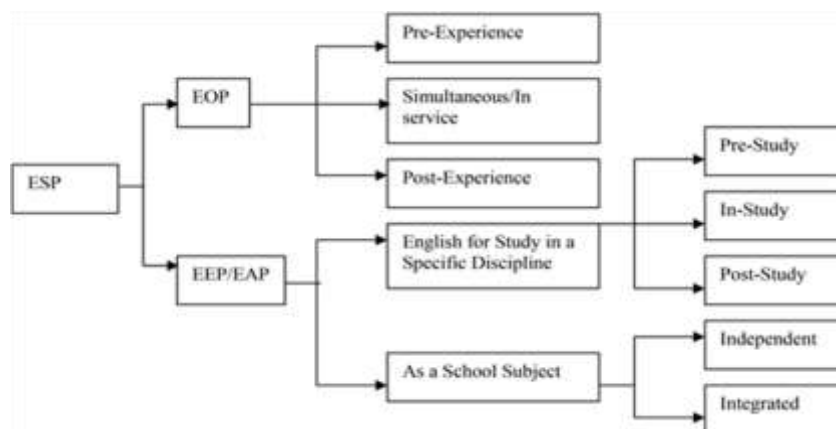 Pre-Experience
EOP
Simultaneous/In
service
Pre-Study
ESP
Post-Experience
In-Study
EEP/EAP
English for Study in a
Specific Discipline
Post-Study
As a School Subject
Independent
Integrated